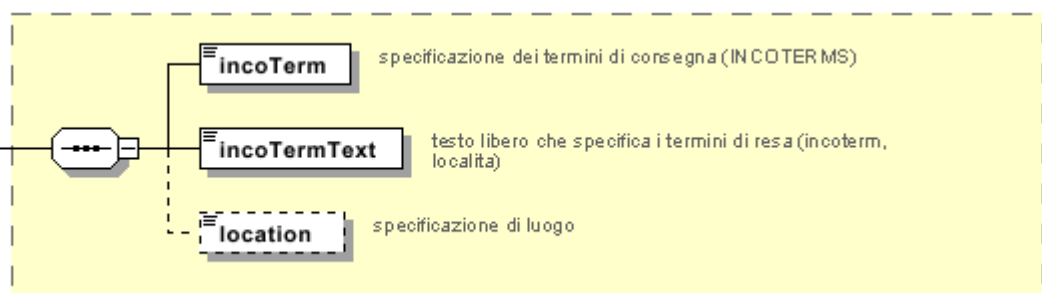 incoTerm
specificazione dei termini di consegna (INCOTERMS)
incoTermText
testo libero che specifica i termini di resa (incoterm,
localita)
location
specificazione di luogo